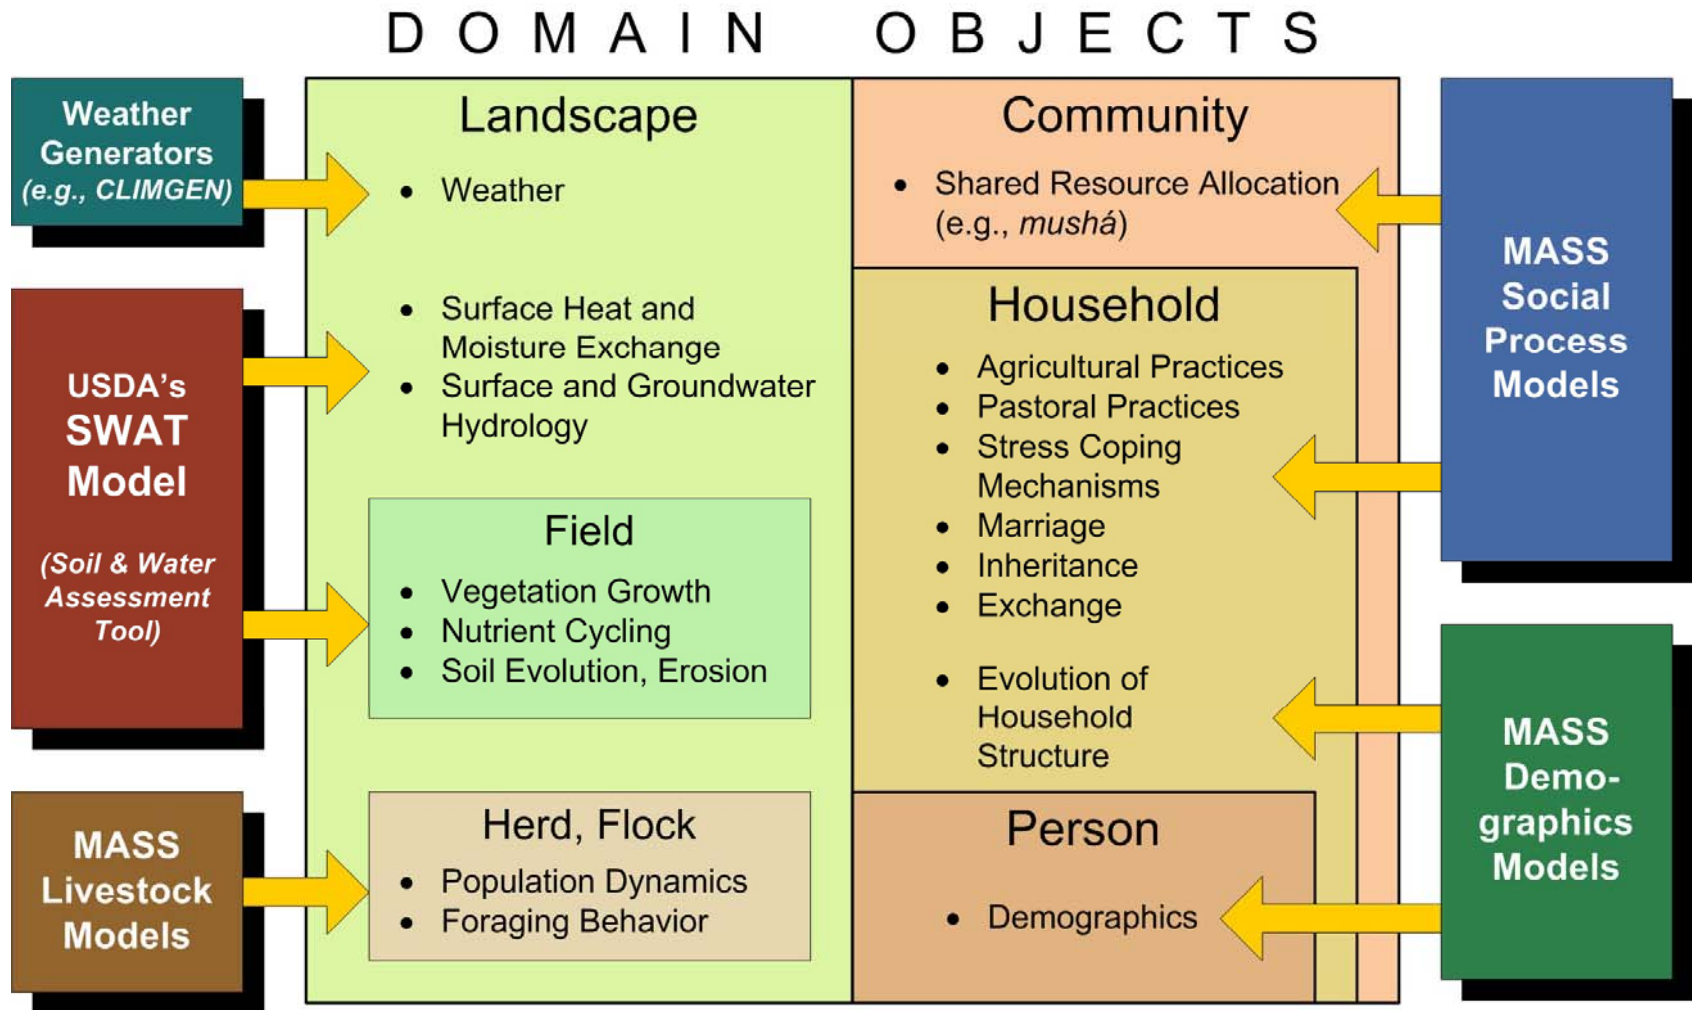 DOMAIN OBJECTS
Weather
Generators
(e.g., CLIMGEN)
USDA's
SWAT
Model
(Soil & Water
Assessment
Tool)
MASS
Livestock
Models
Landscape
• Weather
• Surface Heat and
Moisture Exchange
• Surface and Groundwater
Hydrology
Field
• Vegetation Growth
• Nutrient Cycling
• Soil Evolution, Erosion
Herd, Flock
• Population Dynamics
• Foraging Behavior
Community
• Shared Resource Allocation
(e.g., mushá)
Household
• Agricultural Practices
• Pastoral Practices
• Stress Coping
Mechanisms
• Marriage
• Inheritance
• Exchange
• Evolution of
Household
Structure
Person
• Demographics
MASS
Social
Process
Models
MASS
Demo-
graphics
Models